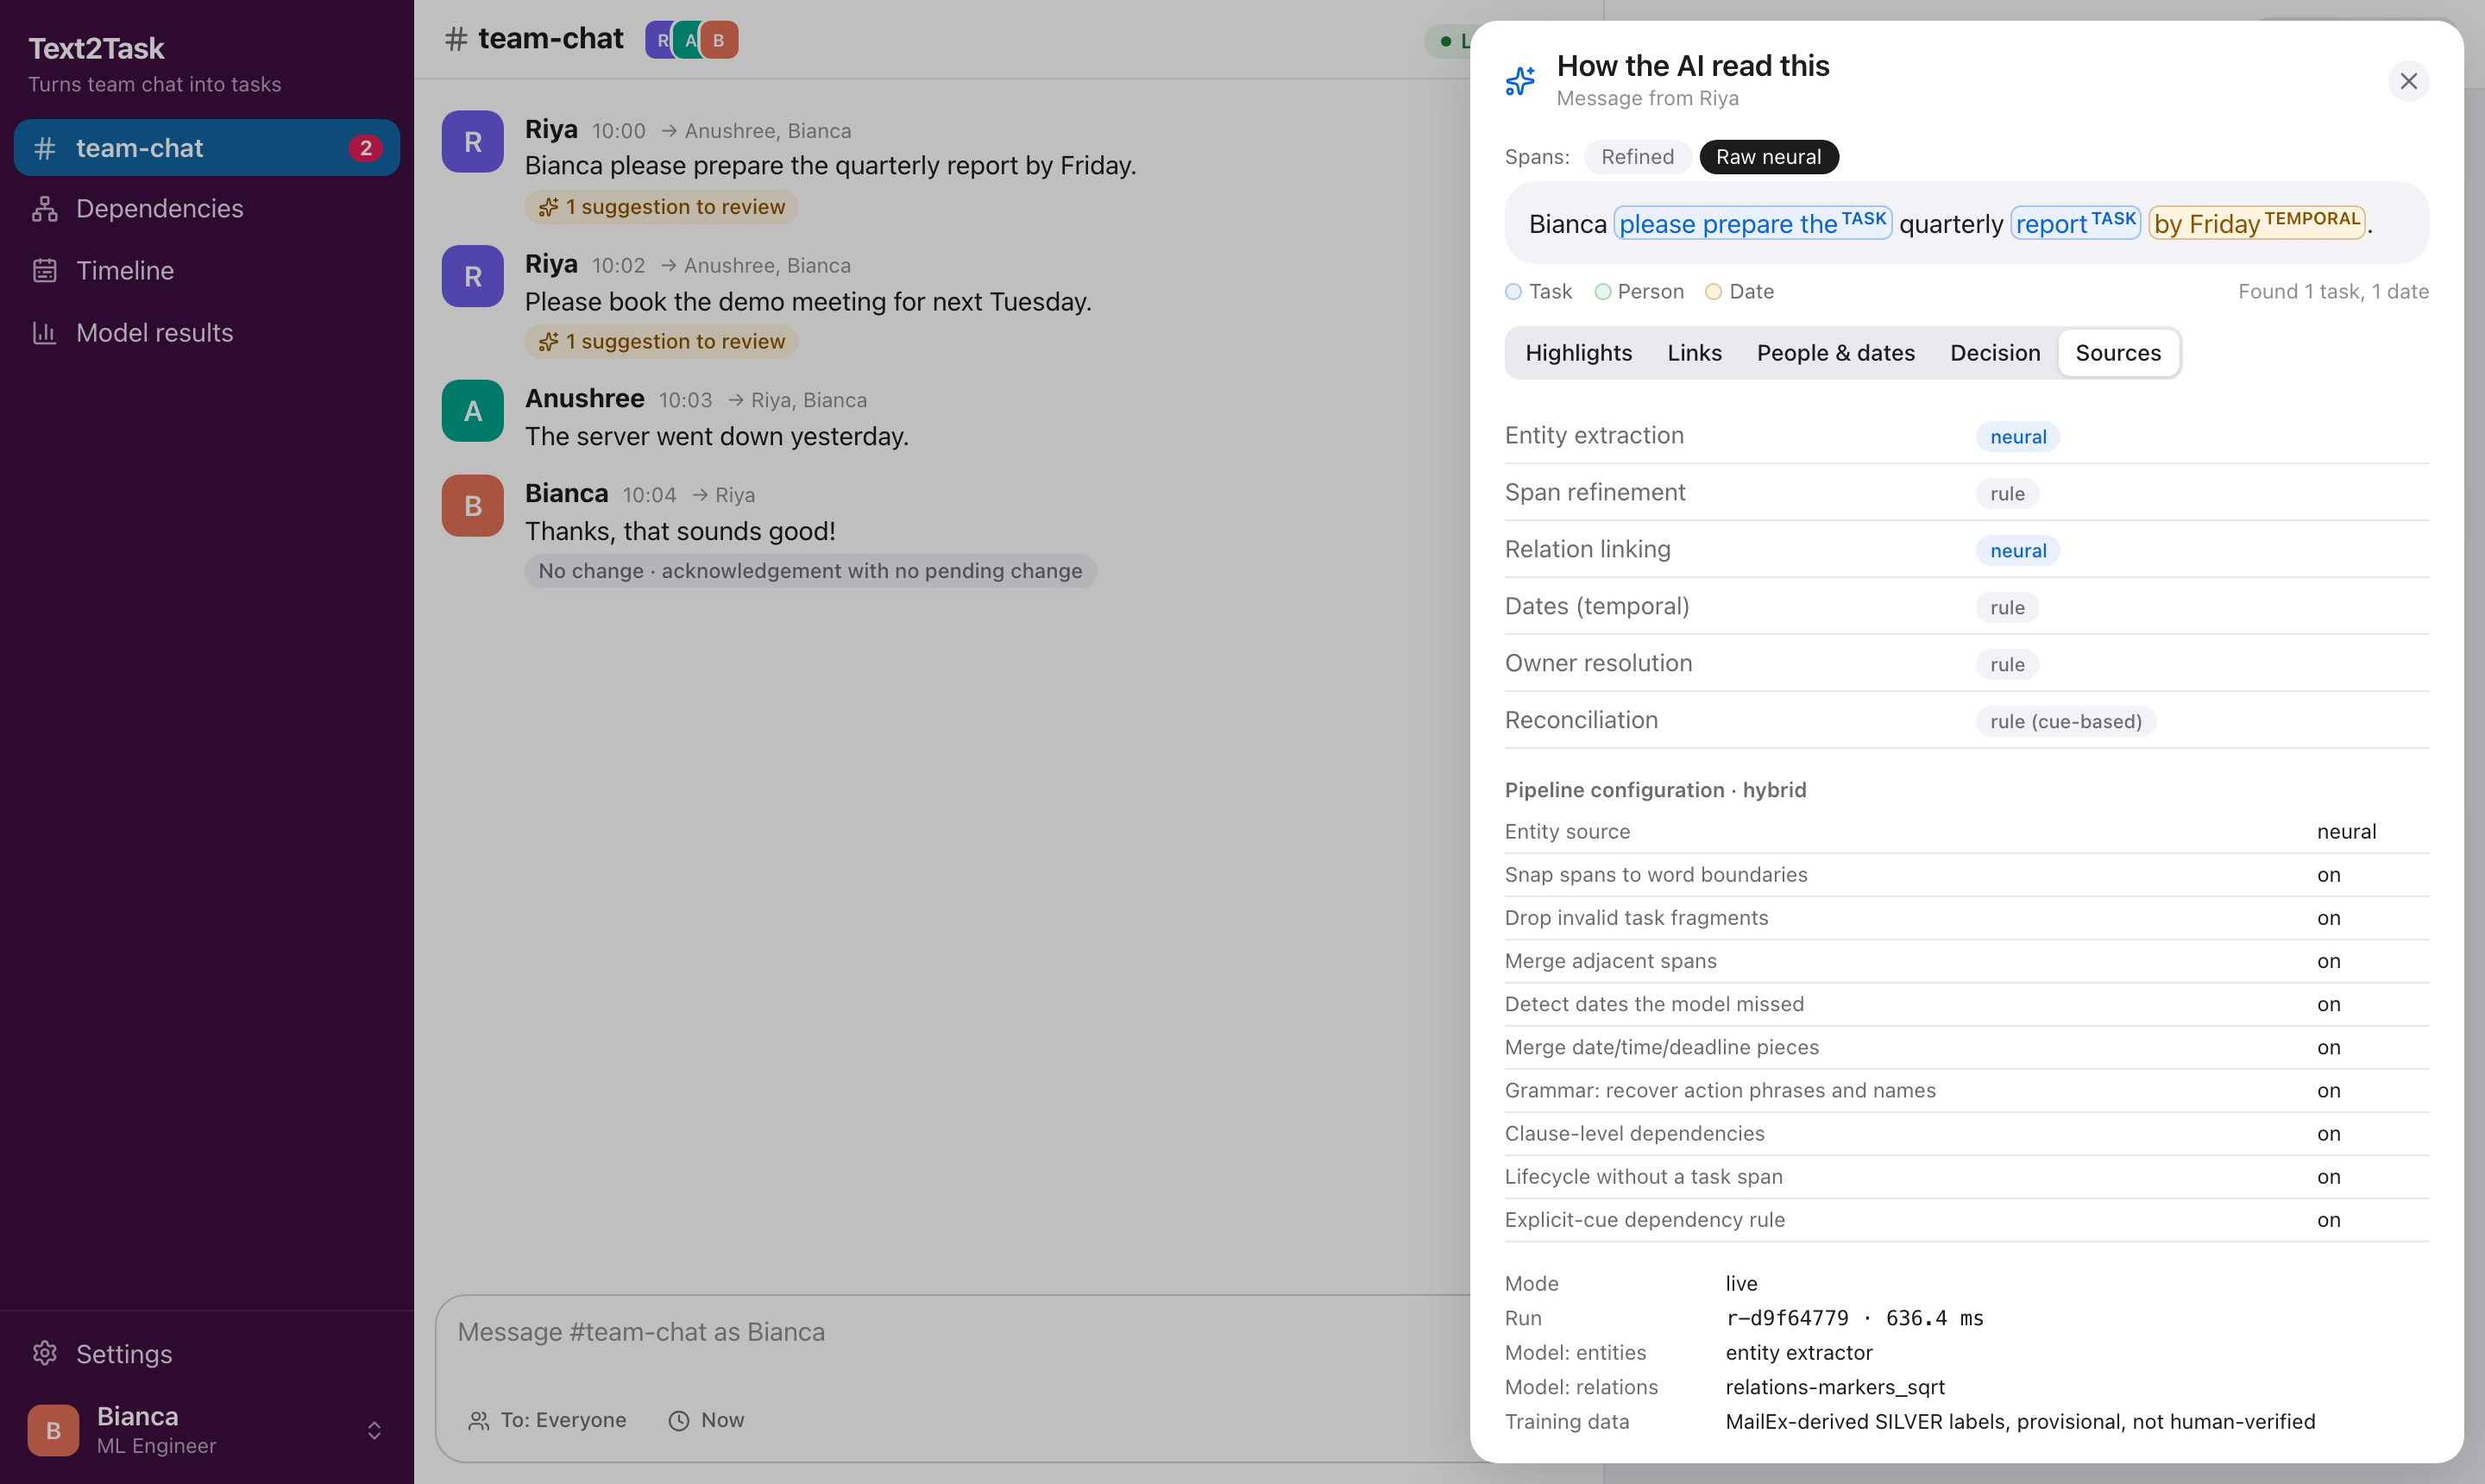 Text2Task
Turns team chat into tasks
# team-chat 2
Dependencies
Timeline
Model results
Settings
B
Bianca
ML Engineer
# team-chat R A B
R
Riya 10:00 → Anushree, Bianca
Bianca please prepare the quarterly report by Friday.
1 suggestion to review
R
Riya 10:02 → Anushree, Bianca
Please book the demo meeting for next Tuesday.
1 suggestion to review
A
Anushree 10:03 → Riya, Bianca
The server went down yesterday.
B
Bianca 10:04 → Riya
Thanks, that sounds good!
No change · acknowledgement with no pending change
Message #team-chat as Bianca
To: Everyone Now
How the AI read this
Message from Riya
Spans: Refined Raw neural
Bianca please prepare the TASK quarterly report TASK by Friday TEMPORAL.
Task Person Date Found 1 task, 1 date
Highlights Links People & dates Decision Sources
Entity extraction neural
Span refinement rule
Relation linking neural
Dates (temporal) rule
Owner resolution rule
Reconciliation rule (cue-based)
Pipeline configuration · hybrid
Entity source neural
Snap spans to word boundaries on
Drop invalid task fragments on
Merge adjacent spans on
Detect dates the model missed on
Merge date/time/deadline pieces on
Grammar: recover action phrases and names on
Clause-level dependencies on
Lifecycle without a task span on
Explicit-cue dependency rule on
Mode live
Run r-d9f64779 · 636.4 ms
Model: entities entity extractor
Model: relations relations-markers_sqrt
Training data MailEx-derived SILVER labels, provisional, not human-verified